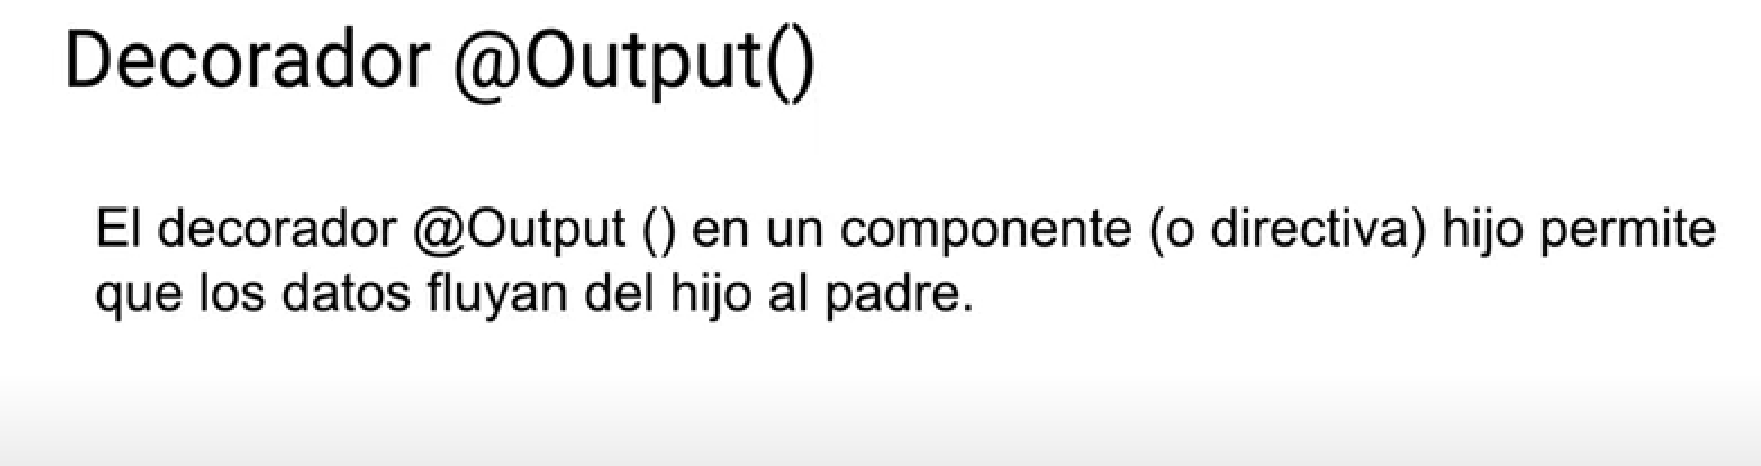 Decorador @Output()
El decorador @Output () en un componente (o directiva) hijo permite
que los datos fluyan del hijo al padre.